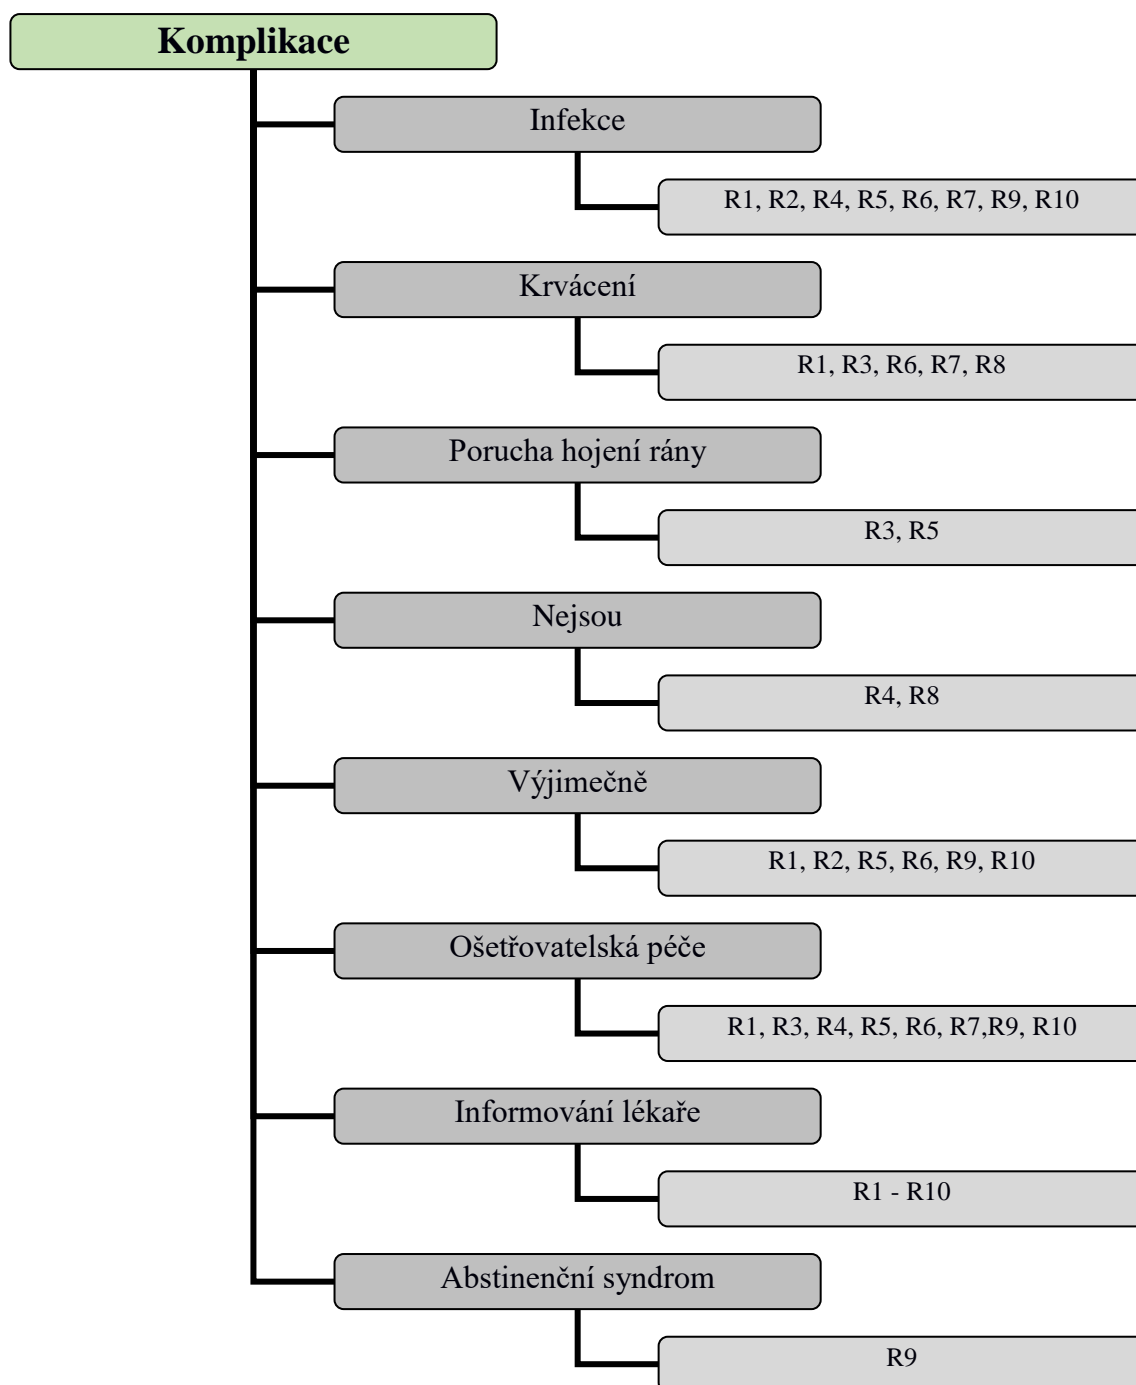 Komplikace
Infekce
R1, R2, R4, R5, R6, R7, R9, R10
Krvácení
R1, R3, R6, R7, R8
Porucha hojení rány
R3, R5
Nejsou
R4, R8
Výjimečně
R1, R2, R5, R6, R9, R10
Ošetřovatelská péče
R1, R3, R4, R5, R6, R7,R9, R10
Informování lékaře
R1 - R10
Abstinenční syndrom
R9